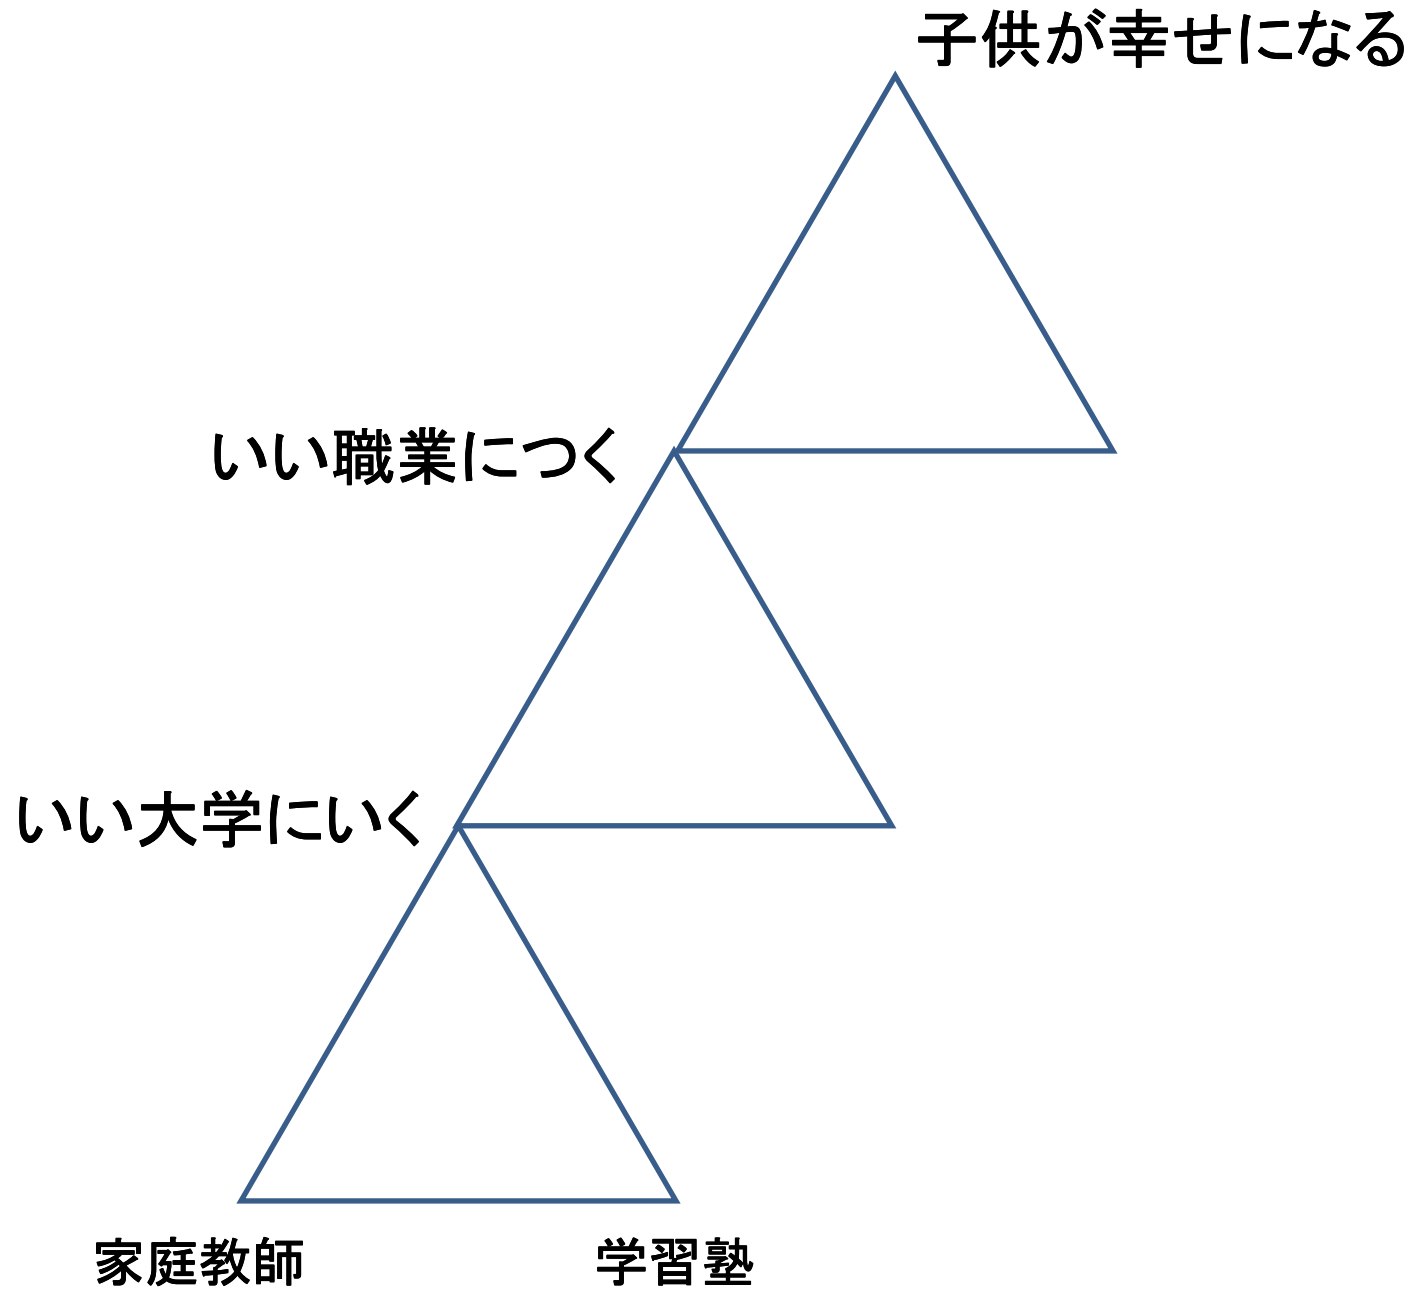 子供が幸せになる
いい職業につく
いい大学にいく
家庭教師
学習塾